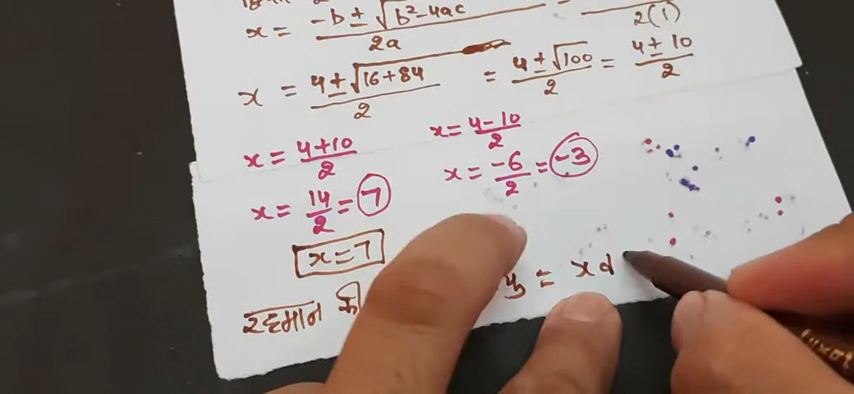 x = -b ± √b²-4ac / 2a =
2(1)
x = 4 ± √16+84 / 2 = 4 ± √100 / 2 = 4 ± 10 / 2
x = 4+10 / 2
x = 14 / 2 = 7
x = 4-10 / 2
x = -6 / 2 = -3
x = 7
रहमान की = x d